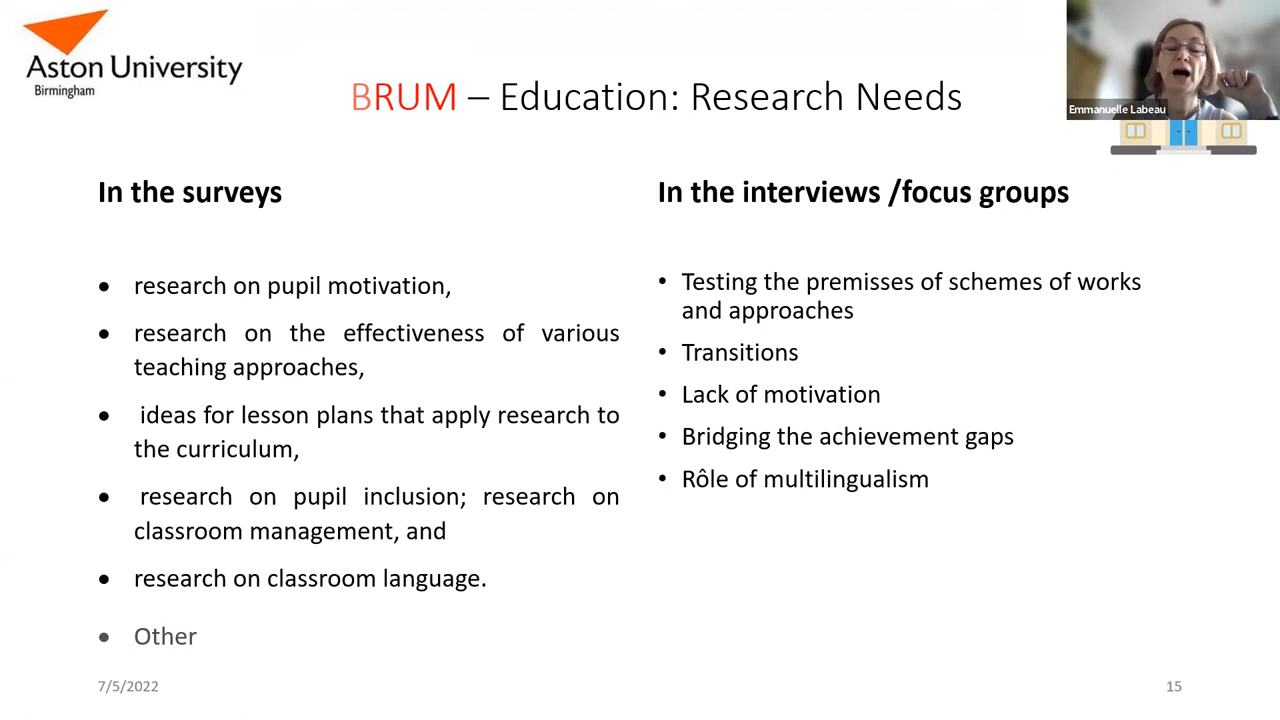 Aston University
Birmingham
BRUM – Education: Research Needs
Emmanuelle Labeau
In the surveys
• research on pupil motivation,
• research on the effectiveness of various
teaching approaches,
• ideas for lesson plans that apply research to
the curriculum,
• research on pupil inclusion; research on
classroom management, and
• research on classroom language.
• Other
In the interviews /focus groups
• Testing the premisses of schemes of works
and approaches
• Transitions
• Lack of motivation
• Bridging the achievement gaps
• Rôle of multilingualism
7/5/2022
15